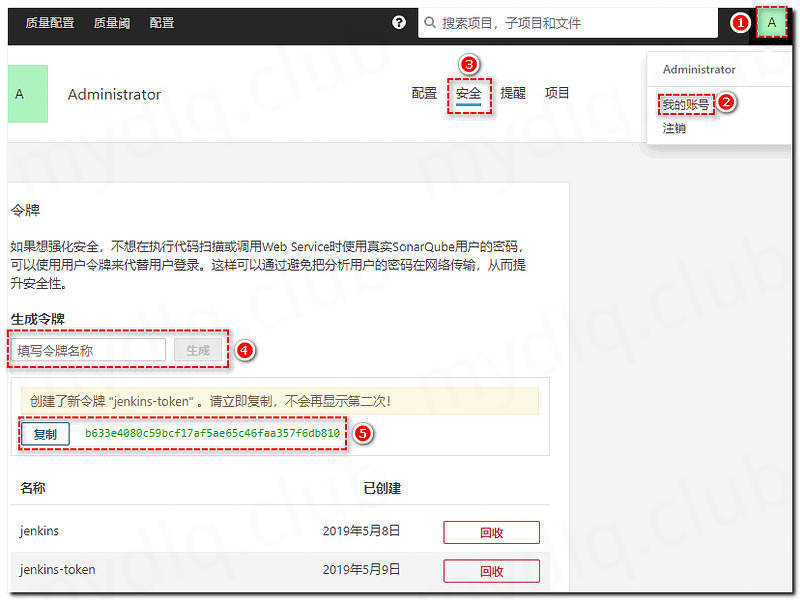 质量配置 质量阈 配置 ? 搜索项目，子项目和文件 1 A
Administrator
3
A Administrator 配置 安全 提醒 项目
我的账号 2
注销
令牌
如果想强化安全，不想在执行代码扫描或调用Web Service时使用真实SonarQube用户的密码，
可以使用用户令牌来代替用户登录。这样可以通过避免把分析用户的密码在网络传输，从而提
升安全性。
生成令牌
填写令牌名称 生成 4
创建了新令牌 "jenkins-token" 。请立即复制，不会再显示第二次！
复制 b633e4080c59bcf17af5ae65c46faa357f6db810 5
名称 已创建
jenkins 2019年5月8日 回收
jenkins-token 2019年5月9日 回收
mydlq.club